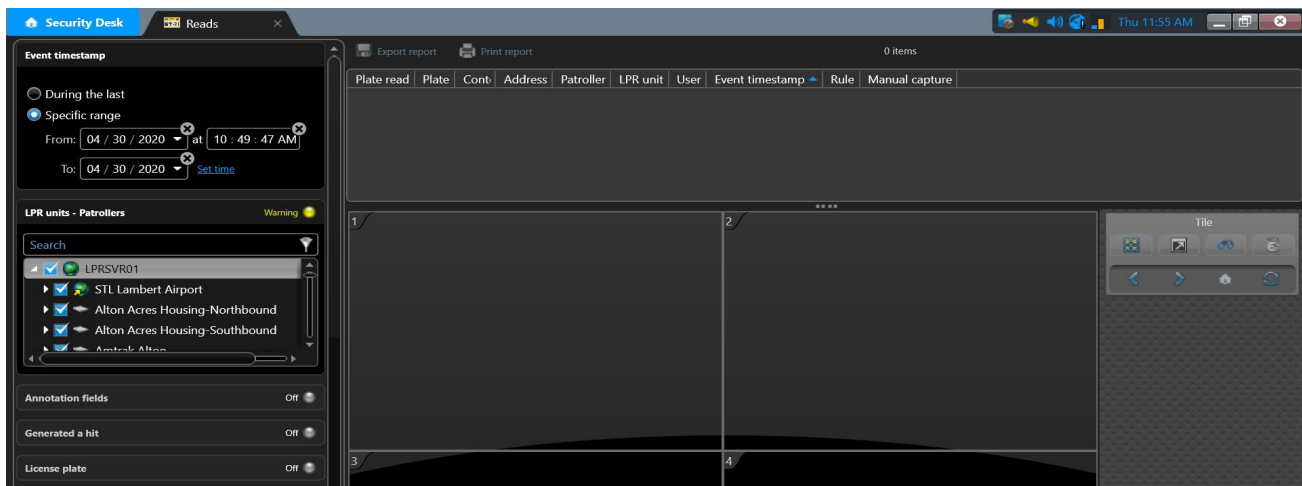 Security Desk
Reads
Thu 11:55 AM
Event timestamp
During the last
Specific range
From: 04 / 30 / 2020 at 10 : 49 : 47 AM
To: 04 / 30 / 2020 Set time
LPR units - Patrollers Warning
Search
LPRSVR01
STL Lambert Airport
Alton Acres Housing-Northbound
Alton Acres Housing-Southbound
Amtrak Alton
Annotation fields Off
Generated a hit Off
License plate Off
Export report Print report 0 items
Plate read Plate Conte Address Patroller LPR unit User Event timestamp Rule Manual capture
1 2
Tile
3 4